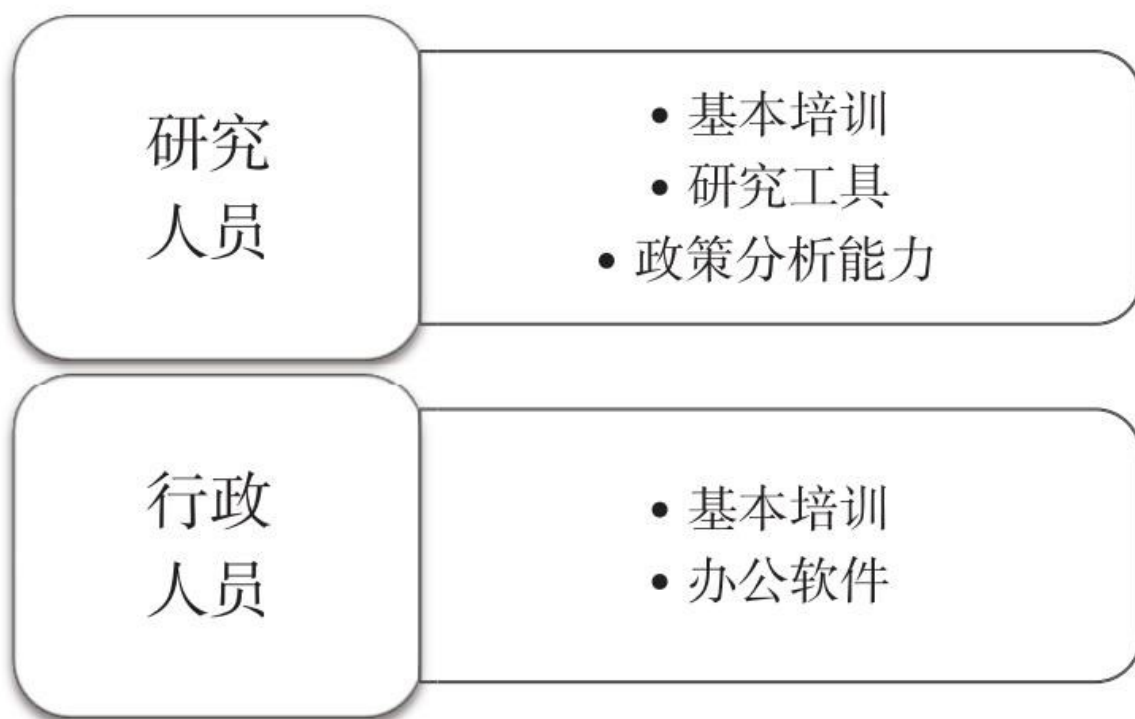 研究
人员
• 基本培训
• 研究工具
• 政策分析能力
行政
人员
• 基本培训
• 办公软件